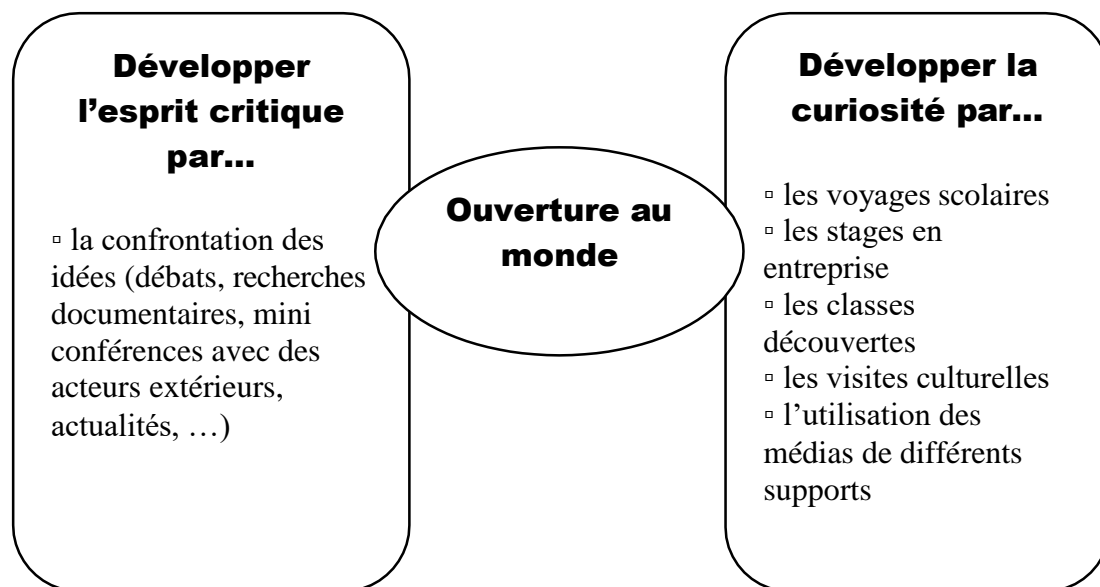 Développer
l’esprit critique
par…
▫ la confrontation des
idées (débats, recherches
documentaires, mini
conférences avec des
acteurs extérieurs,
actualités, …)
Ouverture au
monde
Développer la
curiosité par…
▫ les voyages scolaires
▫ les stages en
entreprise
▫ les classes
découvertes
▫ les visites culturelles
▫ l’utilisation des
médias de différents
supports